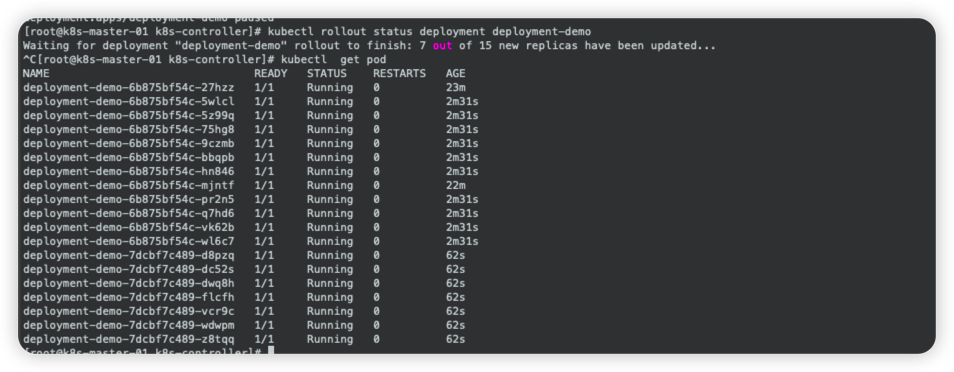 deployment.apps/deployment-demo paused
[root@k8s-master-01 k8s-controller]# kubectl rollout status deployment deployment-demo
Waiting for deployment "deployment-demo" rollout to finish: 7 out of 15 new replicas have been updated...
^C[root@k8s-master-01 k8s-controller]# kubectl  get pod
NAME READY STATUS RESTARTS AGE
deployment-demo-6b875bf54c-27hzz 1/1 Running 0 23m
deployment-demo-6b875bf54c-5wlcl 1/1 Running 0 2m31s
deployment-demo-6b875bf54c-5z99q 1/1 Running 0 2m31s
deployment-demo-6b875bf54c-75hg8 1/1 Running 0 2m31s
deployment-demo-6b875bf54c-9czmb 1/1 Running 0 2m31s
deployment-demo-6b875bf54c-bbqpb 1/1 Running 0 2m31s
deployment-demo-6b875bf54c-hn846 1/1 Running 0 2m31s
deployment-demo-6b875bf54c-mjntf 1/1 Running 0 22m
deployment-demo-6b875bf54c-pr2n5 1/1 Running 0 2m31s
deployment-demo-6b875bf54c-q7hd6 1/1 Running 0 2m31s
deployment-demo-6b875bf54c-vk62b 1/1 Running 0 2m31s
deployment-demo-6b875bf54c-wl6c7 1/1 Running 0 2m31s
deployment-demo-7dcbf7c489-d8pzq 1/1 Running 0 62s
deployment-demo-7dcbf7c489-dc52s 1/1 Running 0 62s
deployment-demo-7dcbf7c489-dwq8h 1/1 Running 0 62s
deployment-demo-7dcbf7c489-flcfh 1/1 Running 0 62s
deployment-demo-7dcbf7c489-vcr9c 1/1 Running 0 62s
deployment-demo-7dcbf7c489-wdwpm 1/1 Running 0 62s
deployment-demo-7dcbf7c489-z8tqq 1/1 Running 0 62s
[root@k8s-master-01 k8s-controller]#